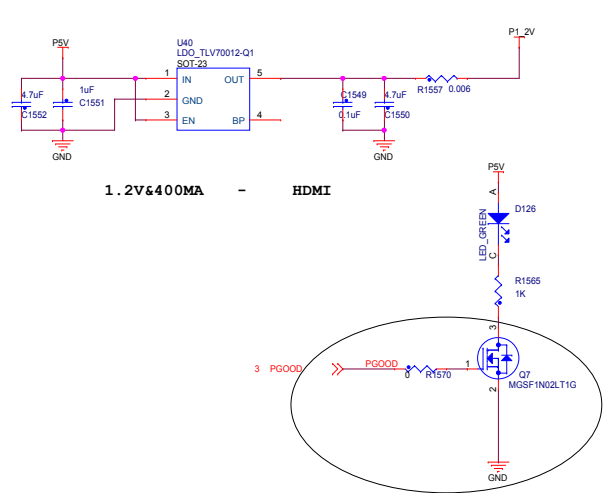 P1_2V
P5V
U40
LDO_TLV70012-Q1
SOT-23
1 IN OUT 5
2 GND
3 EN BP 4
4.7uF
C1552
1uF
C1551
C1549
0.1uF
4.7uF
C1550
R1557 0.006
GND
GND
1.2V&400MA - HDMI
P5V
A
D126
LED_GREEN
C
R1565
1K
3
3 PGOOD
PGOOD
0 R1570
1
Q7
MGSF1N02LT1G
2
GND